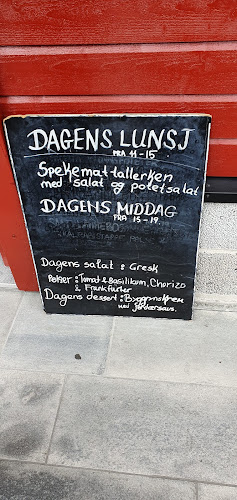 DAGENS LUNSJ
FRA 11-15
Spekemat-tallerken
med salat og potetsalat
DAGENS MIDDAG
FRA 15-19.
Dagens salat : Gresk
Pølser : Tomat & Basilikum, Chorizo
& Frankfurter
Dagens dessert : Byggrynskrem
med jordbærsaus.